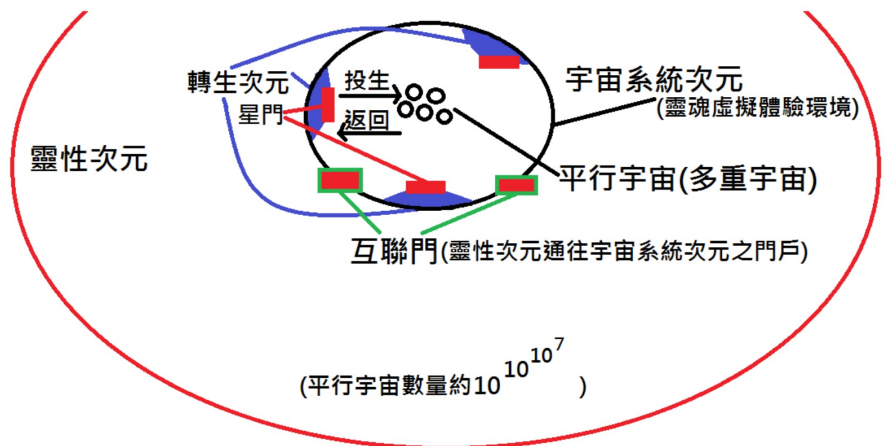 轉生次元
星門
投生
返回
宇宙系統次元
(靈魂虛擬體驗環境)
靈性次元
平行宇宙(多重宇宙)
互聯門(靈性次元通往宇宙系統次元之門戶)
(平行宇宙數量約10^10^10^7)